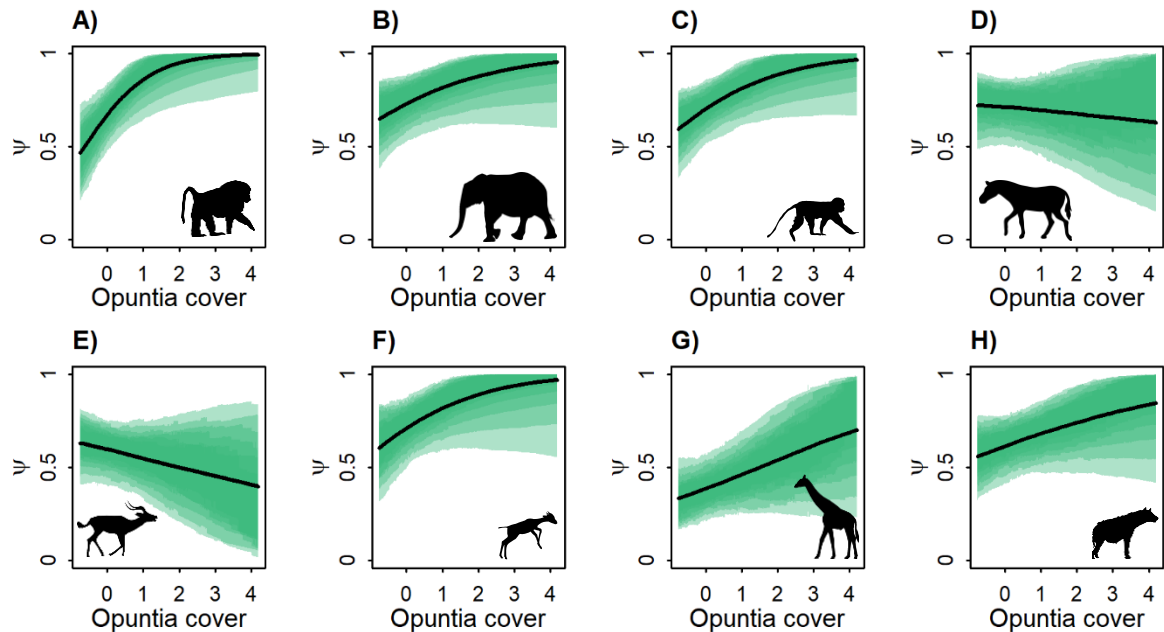 A)
B)
C)
D)
ψ
0 0.5 1
ψ
0 0.5 1
ψ
0 0.5 1
ψ
0 0.5 1
0 1 2 3 4
0 1 2 3 4
0 1 2 3 4
0 1 2 3 4
Opuntia cover
Opuntia cover
Opuntia cover
Opuntia cover
E)
F)
G)
H)
ψ
0 0.5 1
ψ
0 0.5 1
ψ
0 0.5 1
ψ
0 0.5 1
0 1 2 3 4
0 1 2 3 4
0 1 2 3 4
0 1 2 3 4
Opuntia cover
Opuntia cover
Opuntia cover
Opuntia cover